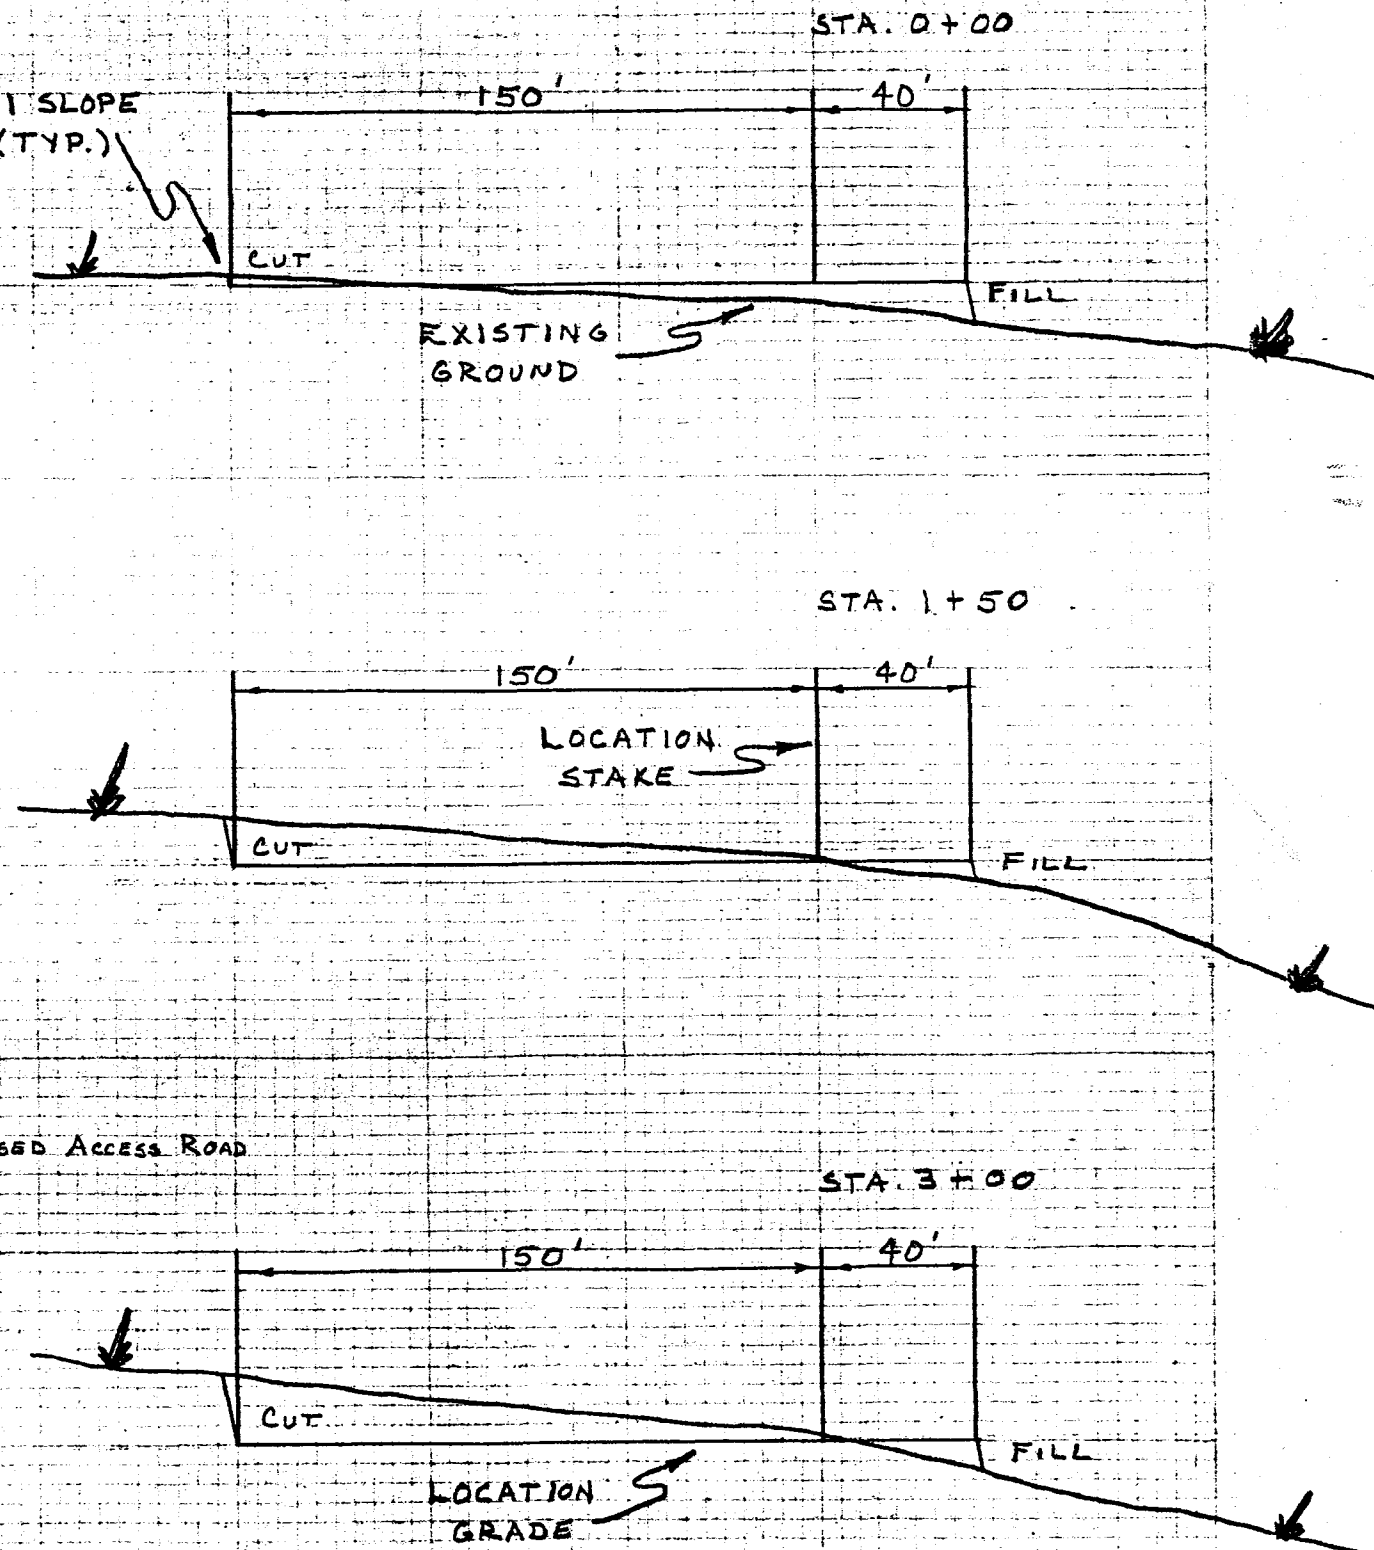 STA. 0+00
150'
40'
1 SLOPE
(TYP.)
CUT
FILL
EXISTING
GROUND
STA. 1+50
150'
40'
LOCATION
STAKE
CUT
FILL
ACCESS ROAD
STA. 3+00
150'
40'
CUT
FILL
LOCATION
GRADE